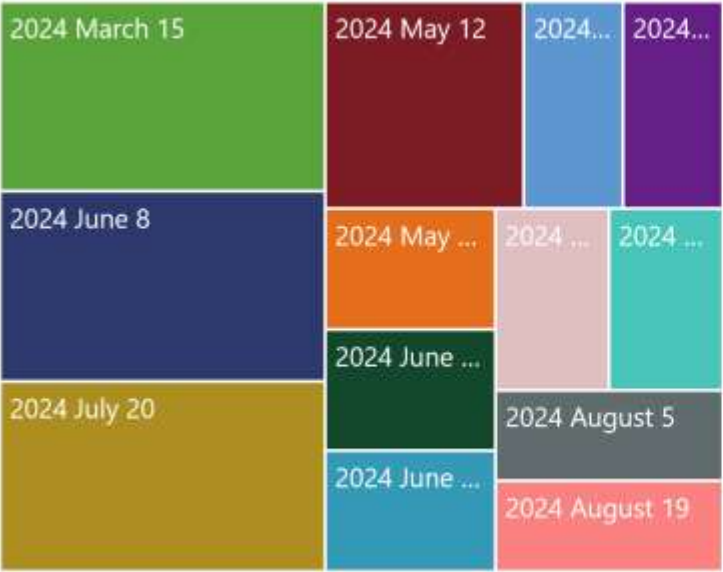 2024 March 15
2024 June 8
2024 July 20
2024 May 12
2024...
2024...
2024 May ...
2024 June ...
2024 June ...
2024 ...
2024 ...
2024 August 5
2024 August 19